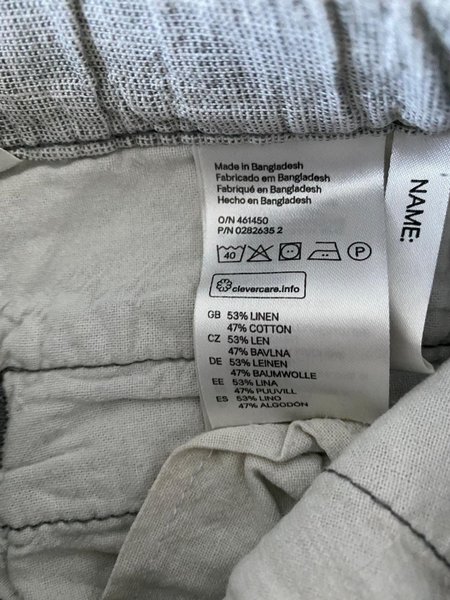 Made in Bangladesh
Fabricado em Bangladesh
Fabriqué en Bangladesh
Hecho en Bangladesh
O/N 461450
P/N 0282635 2
40 P
clevercare.info
GB 53% LINEN
47% COTTON
CZ 53% LEN
47% BAVLNA
DE 53% LEINEN
47% BAUMWOLLE
EE 53% LINA
47% PUUVILL
ES 53% LINO
47% ALGODÓN
NAME: